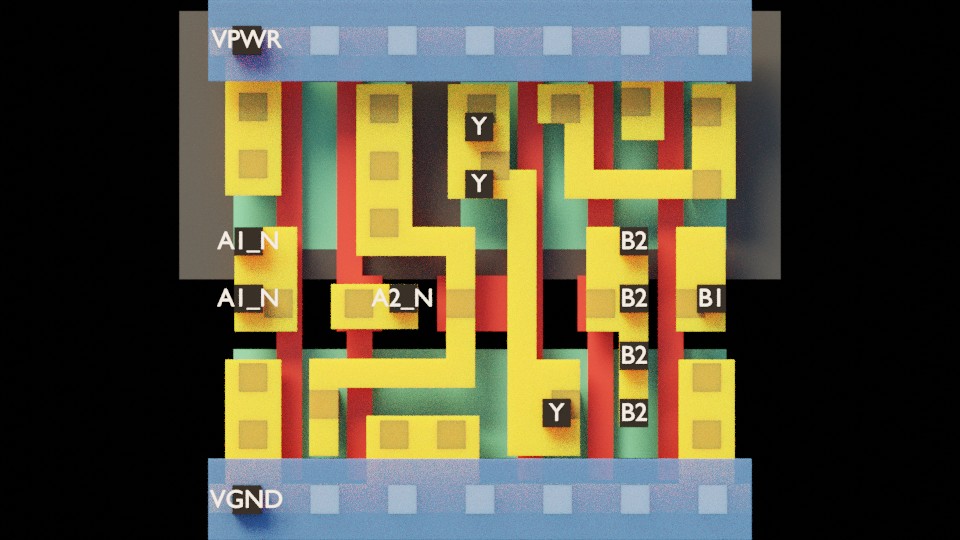 VPWR
Y
Y
A1_N B2
A1_N A2_N B2 B1
B2
Y B2
VGND